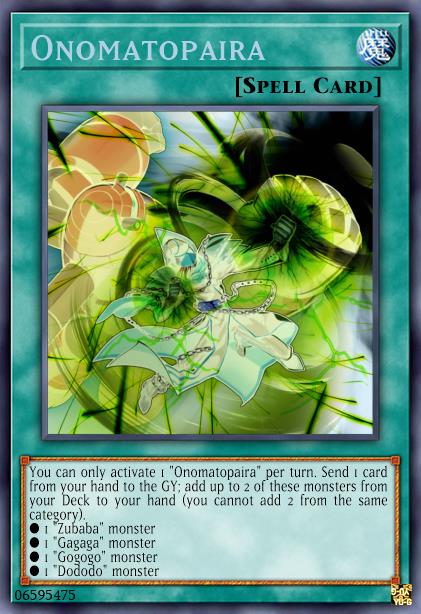 Onomatopaira
魔
[Spell Card]
You can only activate 1 "Onomatopaira" per turn. Send 1 card
from your hand to the GY; add up to 2 of these monsters from
your Deck to your hand (you cannot add 2 from the same
category).
● 1 "Zubaba" monster
● 1 "Gagaga" monster
● 1 "Gogogo" monster
● 1 "Dododo" monster
06595475